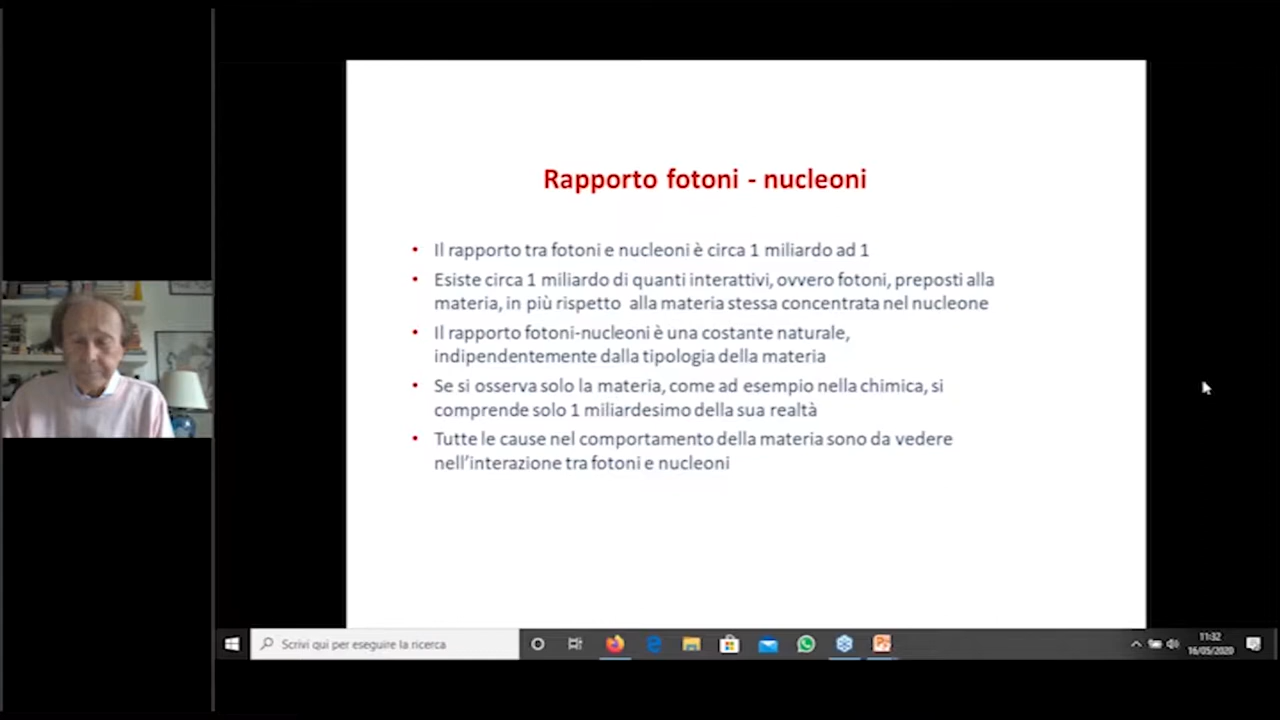 Rapporto fotoni - nucleoni
• Il rapporto tra fotoni e nucleoni è circa 1 miliardo ad 1
• Esiste circa 1 miliardo di quanti interattivi, ovvero fotoni, preposti alla
materia, in più rispetto alla materia stessa concentrata nel nucleone
• Il rapporto fotoni-nucleoni è una costante naturale,
indipendentemente dalla tipologia della materia
• Se si osserva solo la materia, come ad esempio nella chimica, si
comprende solo 1 miliardesimo della sua realtà
• Tutte le cause nel comportamento della materia sono da vedere
nell'interazione tra fotoni e nucleoni
Scrivi qui per eseguire la ricerca
11:32
16/05/2020